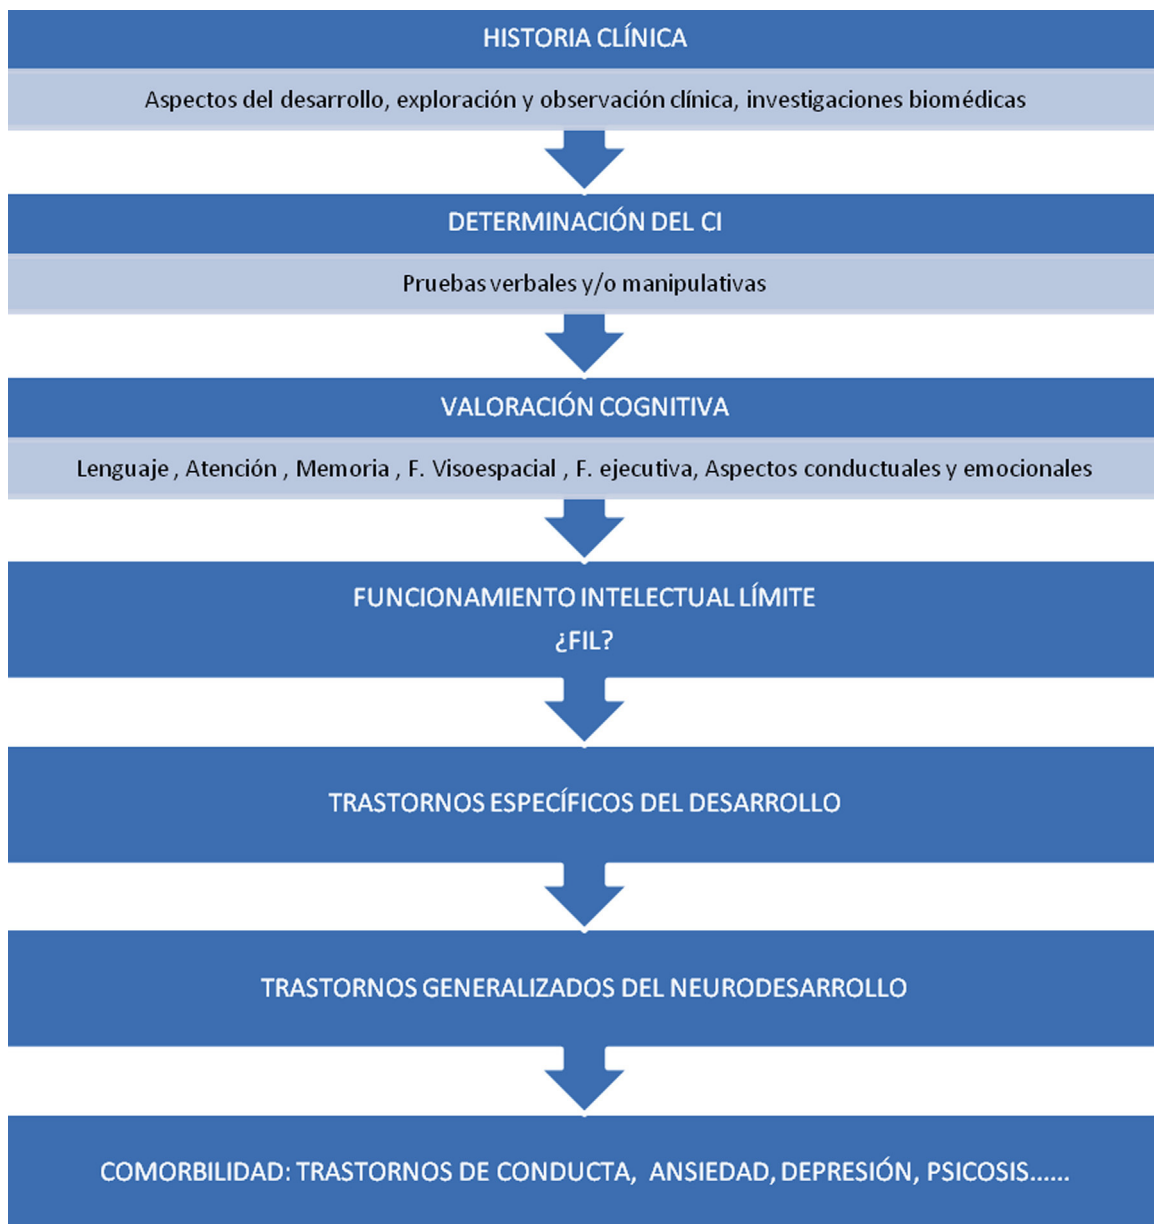 HISTORIA CLÍNICA
Aspectos del desarrollo, exploración y observación clínica, investigaciones biomédicas
DETERMINACIÓN DEL CI
Pruebas verbales y/o manipulativas
VALORACIÓN COGNITIVA
Lenguaje , Atención , Memoria , F. Visoespacial , F. ejecutiva, Aspectos conductuales y emocionales
FUNCIONAMIENTO INTELECTUAL LÍMITE
¿FIL?
TRASTORNOS ESPECÍFICOS DEL DESARROLLO
TRASTORNOS GENERALIZADOS DEL NEURODESARROLLO
COMORBILIDAD: TRASTORNOS DE CONDUCTA, ANSIEDAD, DEPRESIÓN, PSICOSIS......